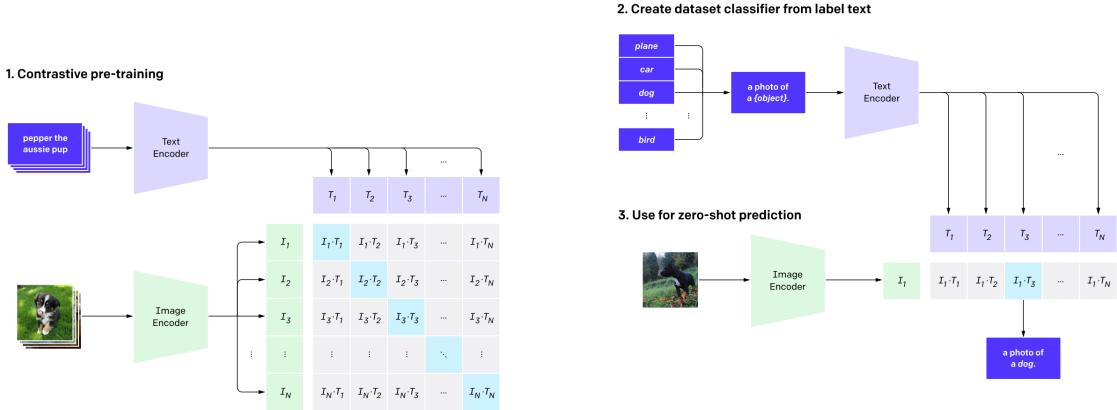 1. Contrastive pre-training
pepper the
aussie pup
Text
Encoder
...
T1 T2 T3 ... TN
I1 I1·T1 I1·T2 I1·T3 ... I1·TN
I2 I2·T1 I2·T2 I2·T3 ... I2·TN
I3 I3·T1 I3·T2 I3·T3 ... I3·TN
⋮ ⋮ ⋮ ⋮ ⋮ ⋱ ⋮
IN IN·T1 IN·T2 IN·T3 ... IN·TN
Image
Encoder
2. Create dataset classifier from label text
plane
car
dog
⋮ ⋮
bird
a photo of
a {object}.
Text
Encoder
...
3. Use for zero-shot prediction
Image
Encoder
T1 T2 T3 ... TN
I1 I1·T1 I1·T2 I1·T3 ... I1·TN
a photo of
a dog.